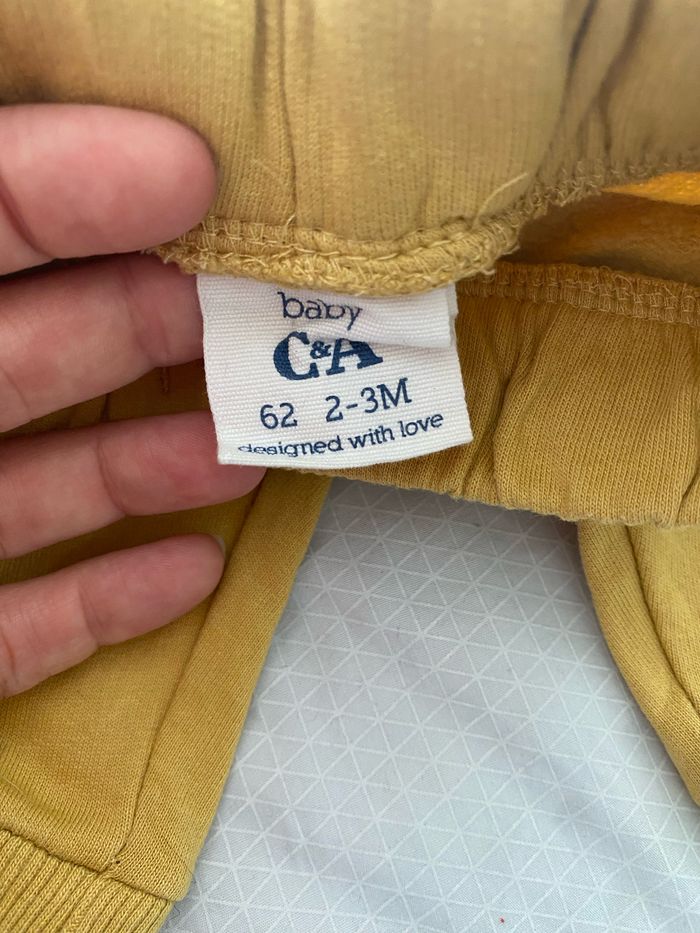 baby
C&A
62 2-3M
designed with love